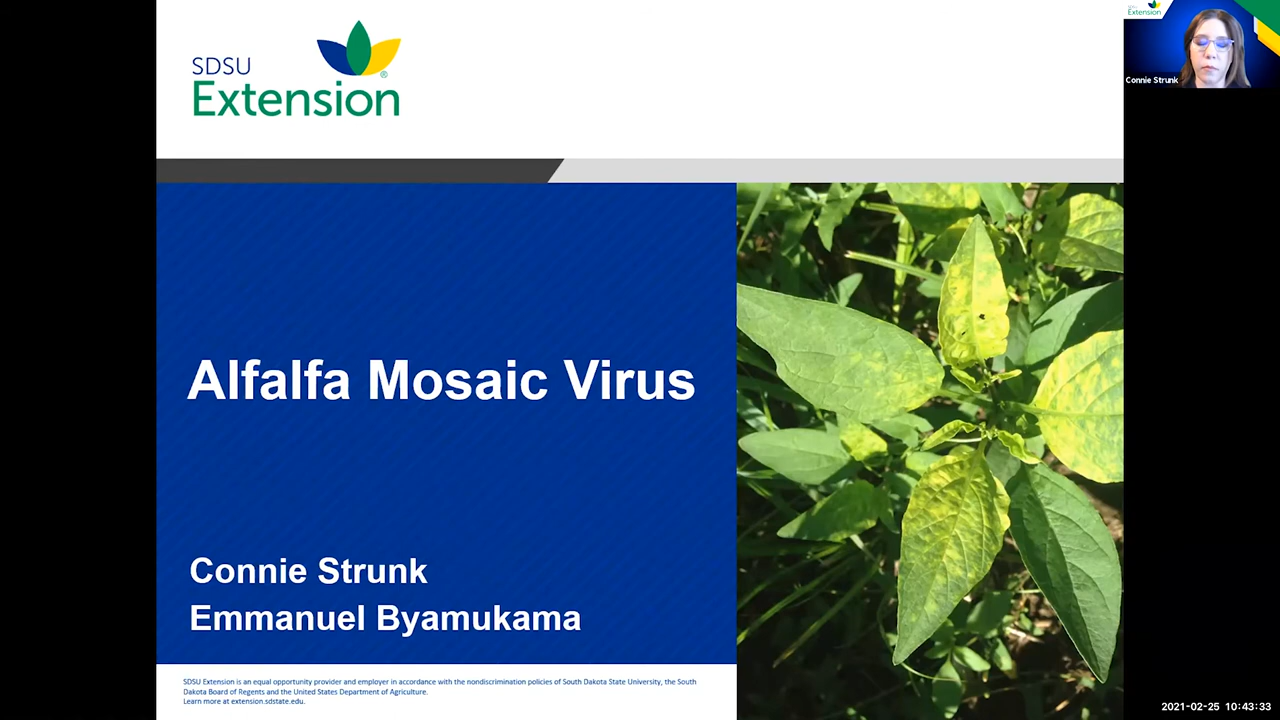 SDSU
Extension®
SDSU
Extension
Connie Strunk
Alfalfa Mosaic Virus
Connie Strunk
Emmanuel Byamukama
SDSU Extension is an equal opportunity provider and employer in accordance with the nondiscrimination policies of South Dakota State University, the South
Dakota Board of Regents and the United States Department of Agriculture.
Learn more at extension.sdstate.edu.
2021-02-25 10:43:33